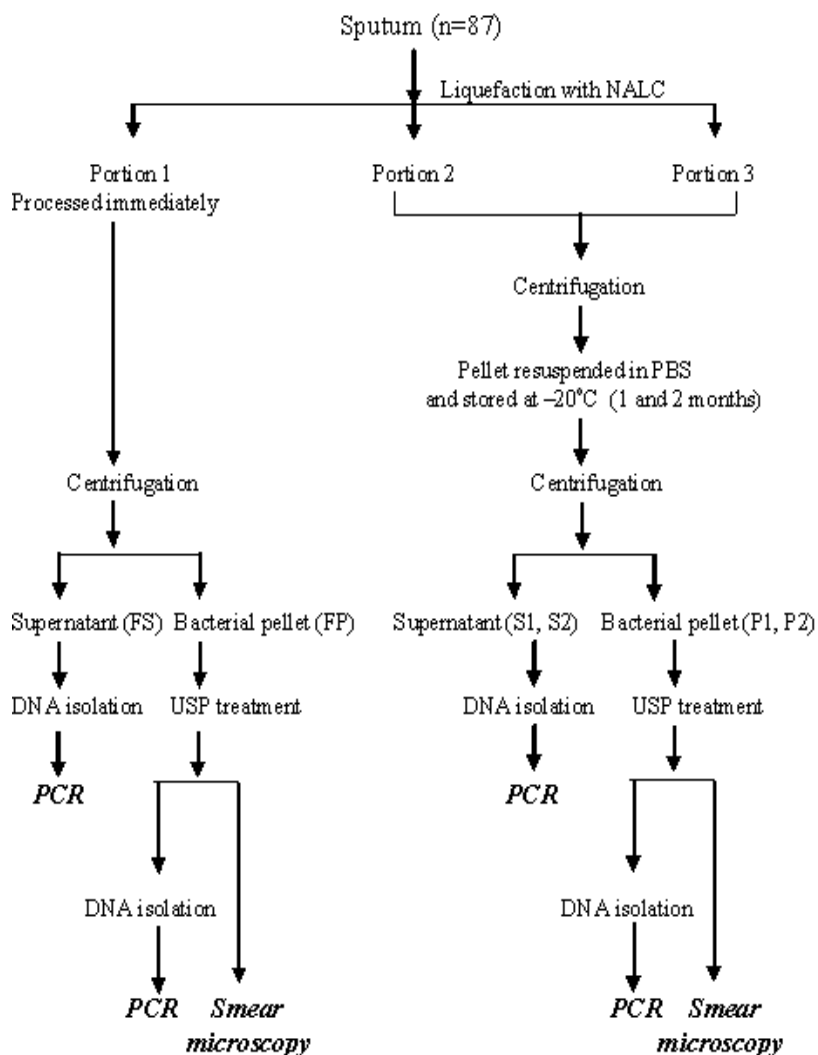 Sputum (n=87)
Liquefaction with NALC
Portion 1
Processed immediately
Portion 2
Portion 3
Centrifugation
Pellet resuspended in PBS
and stored at –20°C (1 and 2 months)
Centrifugation
Centrifugation
Supernatant (FS)
Bacterial pellet (FP)
Supernatant (S1, S2)
Bacterial pellet (P1, P2)
DNA isolation
USP treatment
DNA isolation
USP treatment
PCR
PCR
DNA isolation
DNA isolation
PCR
Smear
microscopy
PCR
Smear
microscopy